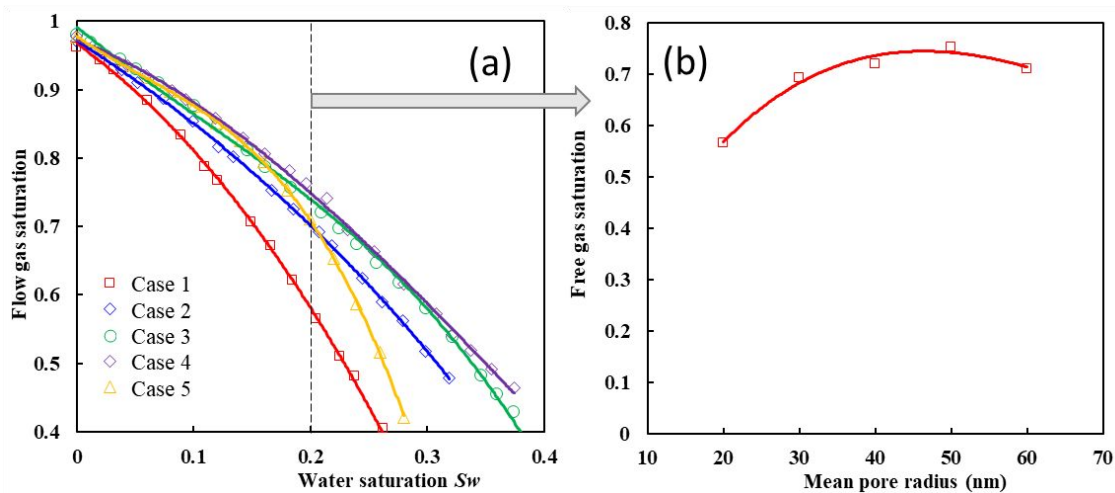 (a)
1
0.9
0.8
0.7
0.6
0.5
0.4
Flow gas saturation
Case 1
Case 2
Case 3
Case 4
Case 5
0 0.1 0.2 0.3 0.4
Water saturation Sw
(b)
0.8
0.7
0.6
0.5
0.4
0.3
0.2
0.1
0
Free gas saturation
10 20 30 40 50 60 70
Mean pore radius (nm)